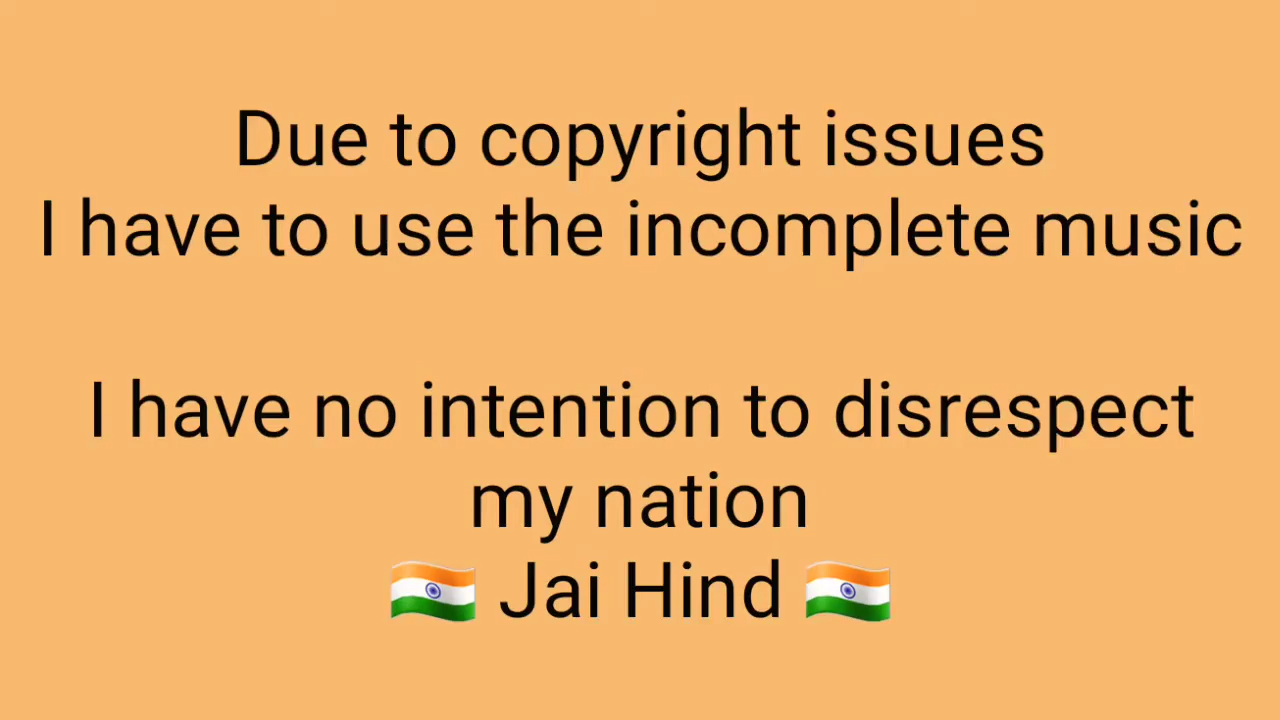 Due to copyright issues
I have to use the incomplete music
I have no intention to disrespect
my nation
🇮🇳 Jai Hind 🇮🇳